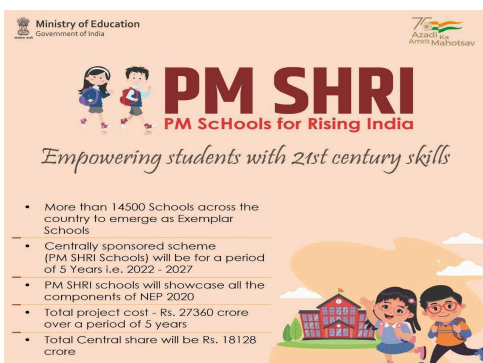 Ministry of Education
Government of India
75
Azadi Ka
Amrit Mahotsav
PM SHRI
PM ScHools for Rising India
Empowering students with 21st century skills
• More than 14500 Schools across the
country to emerge as Exemplar
Schools
• Centrally sponsored scheme
(PM SHRI Schools) will be for a period
of 5 Years i.e. 2022 - 2027
• PM SHRI schools will showcase all the
components of NEP 2020
• Total project cost - Rs. 27360 crore
over a period of 5 years
• Total Central share will be Rs. 18128
crore